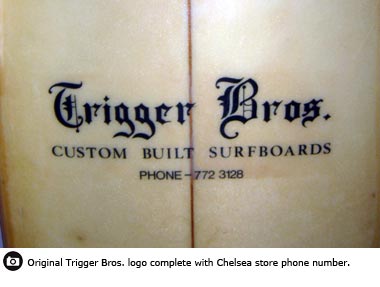 Trigger Bros.
CUSTOM BUILT SURFBOARDS
PHONE-772 3128
Original Trigger Bros. logo complete with Chelsea store phone number.